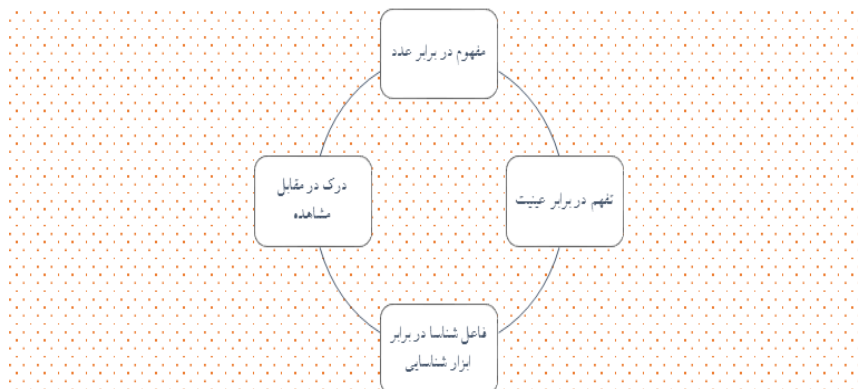 مفهوم در برابر عدد
تفهم در برابر عینیت
فاعل شناسا در برابر
ابزار شناسایی
درک در مقابل
مشاهده